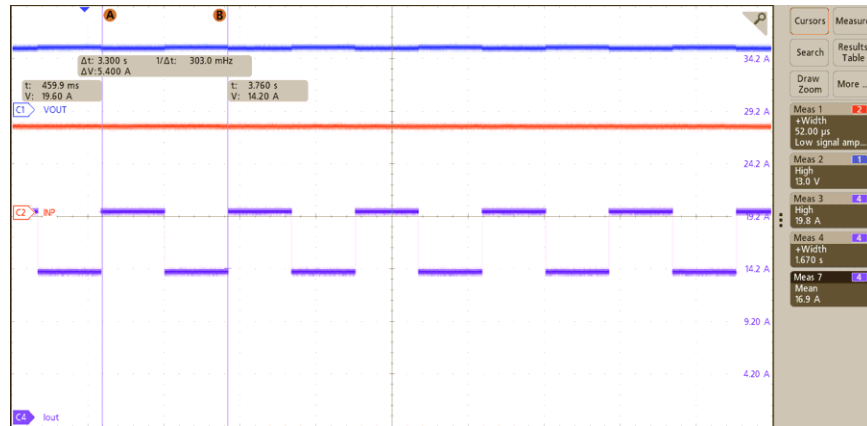 A
B
Cursors
Measure
Δt: 3.300 s 1/Δt: 303.0 mHz
ΔV: 5.400 A
34.2 A
Search
Results Table
t: 459.9 ms
V: 19.60 A
t: 3.760 s
V: 14.20 A
Draw Zoom
More ...
C1 VOUT
29.2 A
Meas 1 2
+Width
52.00 µs
Low signal amp...
24.2 A
Meas 2 1
High
13.0 V
C2 INP
19.2 A
Meas 3 4
High
19.8 A
Meas 4 4
+Width
1.670 s
14.2 A
Meas 7 4
Mean
16.9 A
9.20 A
4.20 A
C4 Iout